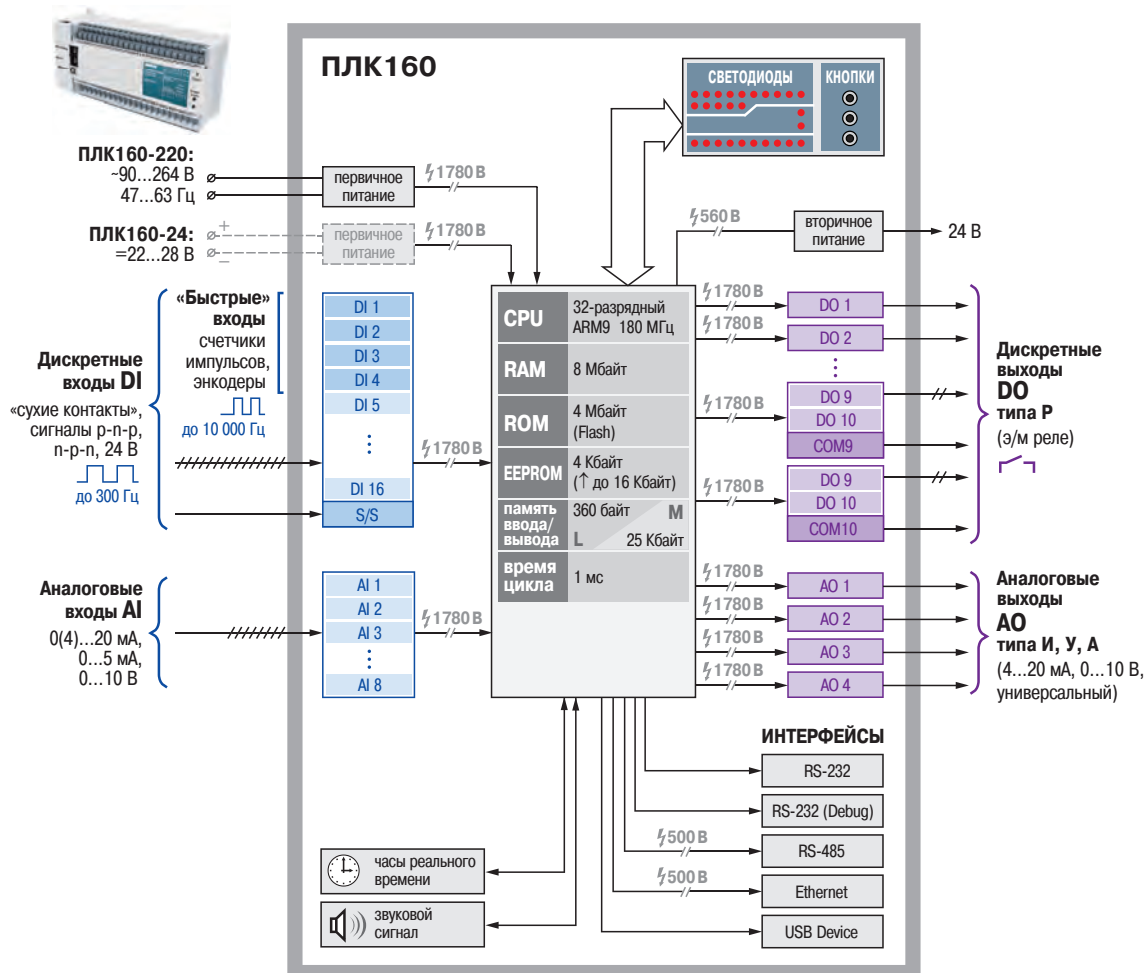 ПЛК160
СВЕТОДИОДЫ
КНОПКИ
ПЛК160-220:
~90...264 В
47...63 Гц
первичное
питание
⚡1780 В
ПЛК160-24:
=22...28 В
+
–
первичное
питание
⚡1780 В
⚡560 В
вторичное
питание
24 В
«Быстрые»
входы
счетчики
импульсов,
энкодеры
до 10 000 Гц
Дискретные
входы DI
«сухие контакты»,
сигналы p-n-p,
n-p-n, 24 В
до 300 Гц
DI 1
DI 2
DI 3
DI 4
DI 5
DI 16
S/S
⚡1780 В
Аналоговые
входы AI
0(4)...20 мА,
0...5 мА,
0...10 В
AI 1
AI 2
AI 3
AI 8
⚡1780 В
CPU
32-разрядный
ARM9 180 МГц
RAM
8 Мбайт
ROM
4 Мбайт
(Flash)
EEPROM
4 Кбайт
(↑ до 16 Кбайт)
память
ввода/
вывода
360 байт M
L 25 Кбайт
время
цикла
1 мс
⚡1780 В
DO 1
⚡1780 В
DO 2
⚡1780 В
DO 9
DO 10
COM9
⚡1780 В
DO 9
DO 10
COM10
Дискретные
выходы
DO
типа Р
(э/м реле)
⚡1780 В
AO 1
⚡1780 В
AO 2
⚡1780 В
AO 3
⚡1780 В
AO 4
Аналоговые
выходы
AO
типа И, У, А
(4...20 мА, 0...10 В,
универсальный)
ИНТЕРФЕЙСЫ
RS-232
RS-232 (Debug)
⚡500 В
RS-485
⚡500 В
Ethernet
USB Device
часы реального
времени
звуковой
сигнал